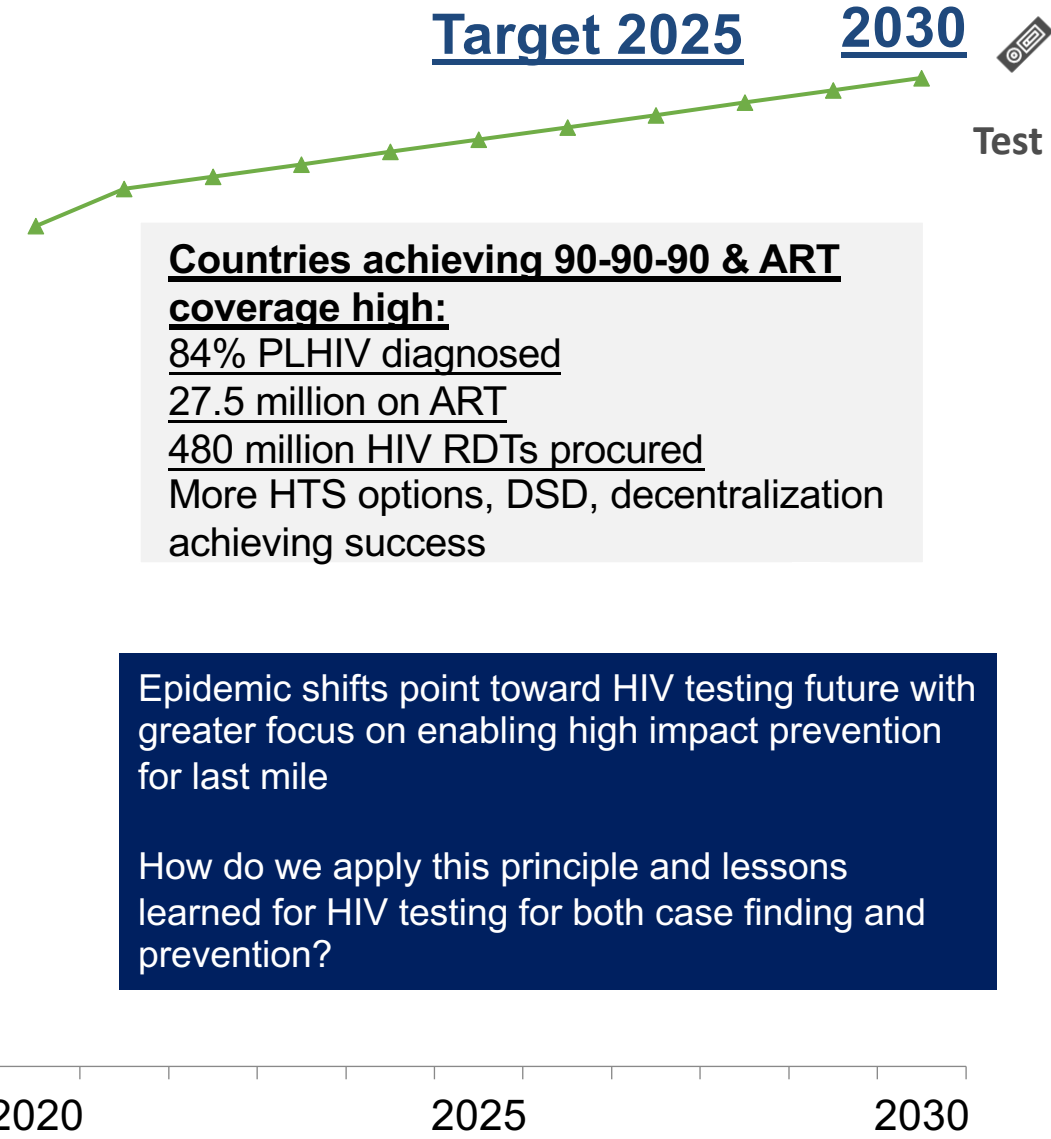 Target 2025
2030
Test
Countries achieving 90-90-90 & ART
coverage high:
84% PLHIV diagnosed
27.5 million on ART
480 million HIV RDTs procured
More HTS options, DSD, decentralization
achieving success
Epidemic shifts point toward HIV testing future with
greater focus on enabling high impact prevention
for last mile
How do we apply this principle and lessons
learned for HIV testing for both case finding and
prevention?
2020
2025
2030